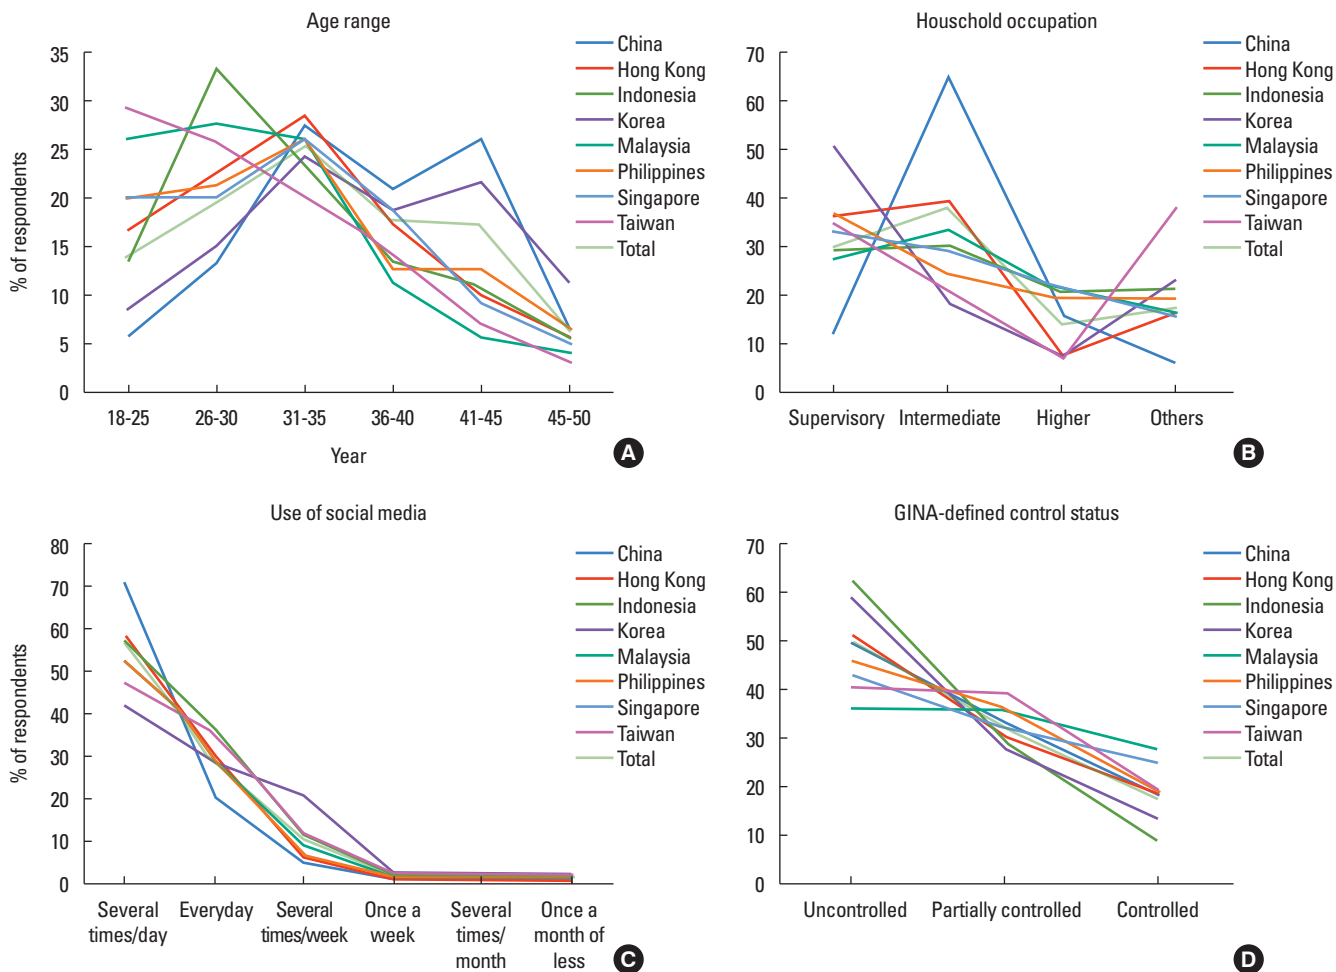 Age range
35
30
25
20
15
10
5
0
% of respondents
18-25 26-30 31-35 36-40 41-45 45-50
Year
China
Hong Kong
Indonesia
Korea
Malaysia
Philippines
Singapore
Taiwan
Total
A
Houschold occupation
70
60
50
40
30
20
10
0
Supervisory Intermediate Higher Others
China
Hong Kong
Indonesia
Korea
Malaysia
Philippines
Singapore
Taiwan
Total
B
Use of social media
80
70
60
50
40
30
20
10
0
% of respondents
Several times/day
Everyday
Several times/week
Once a week
Several times/ month
Once a month of less
China
Hong Kong
Indonesia
Korea
Malaysia
Philippines
Singapore
Taiwan
Total
C
GINA-defined control status
70
60
50
40
30
20
10
0
Uncontrolled Partially controlled Controlled
China
Hong Kong
Indonesia
Korea
Malaysia
Philippines
Singapore
Taiwan
Total
D